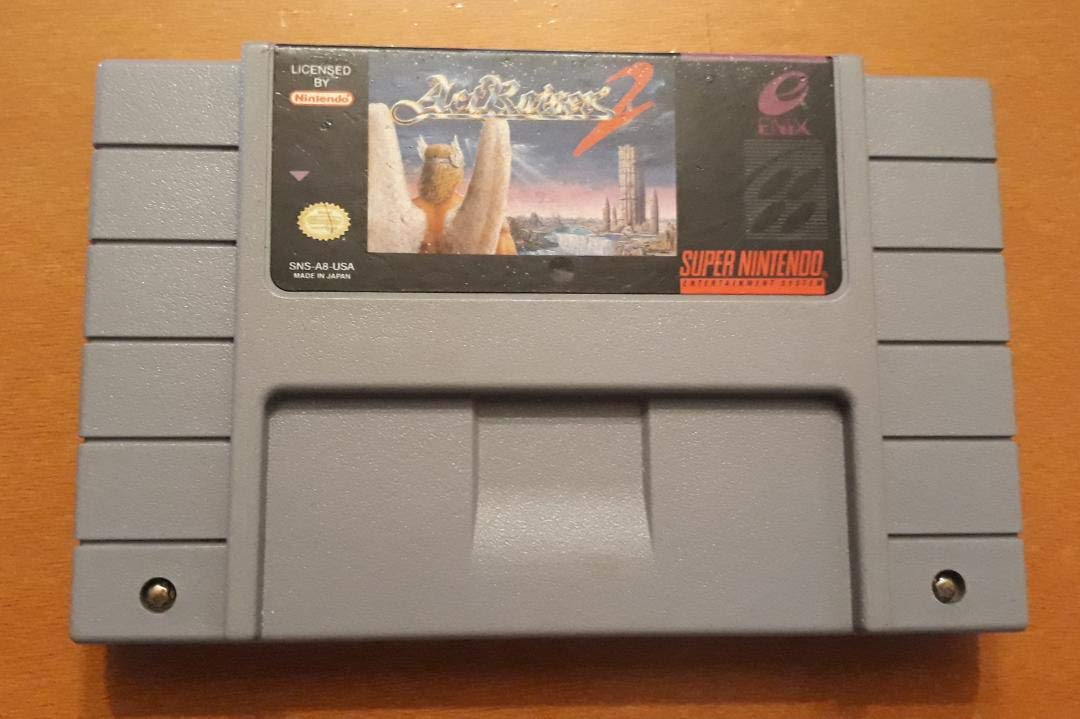 LICENSED
BY
Nintendo
ActRaiser 2
ENIX
SNS-A8-USA
MADE IN JAPAN
SUPER NINTENDO
ENTERTAINMENT SYSTEM